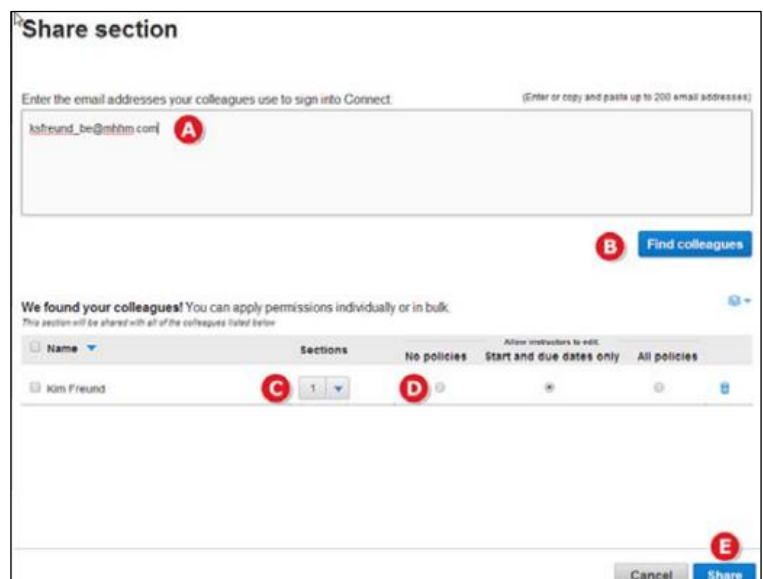 Share section
Enter the email addresses your colleagues use to sign into Connect. (Enter or copy and paste up to 200 email addresses)
ksfreund_be@mhhm.com A
B Find colleagues
We found your colleagues! You can apply permissions individually or in bulk.
This section will be shared with all of the colleagues listed below
Allow instructors to edit:
Name Sections No policies Start and due dates only All policies
Kim Freund C 1 D
E
Cancel Share